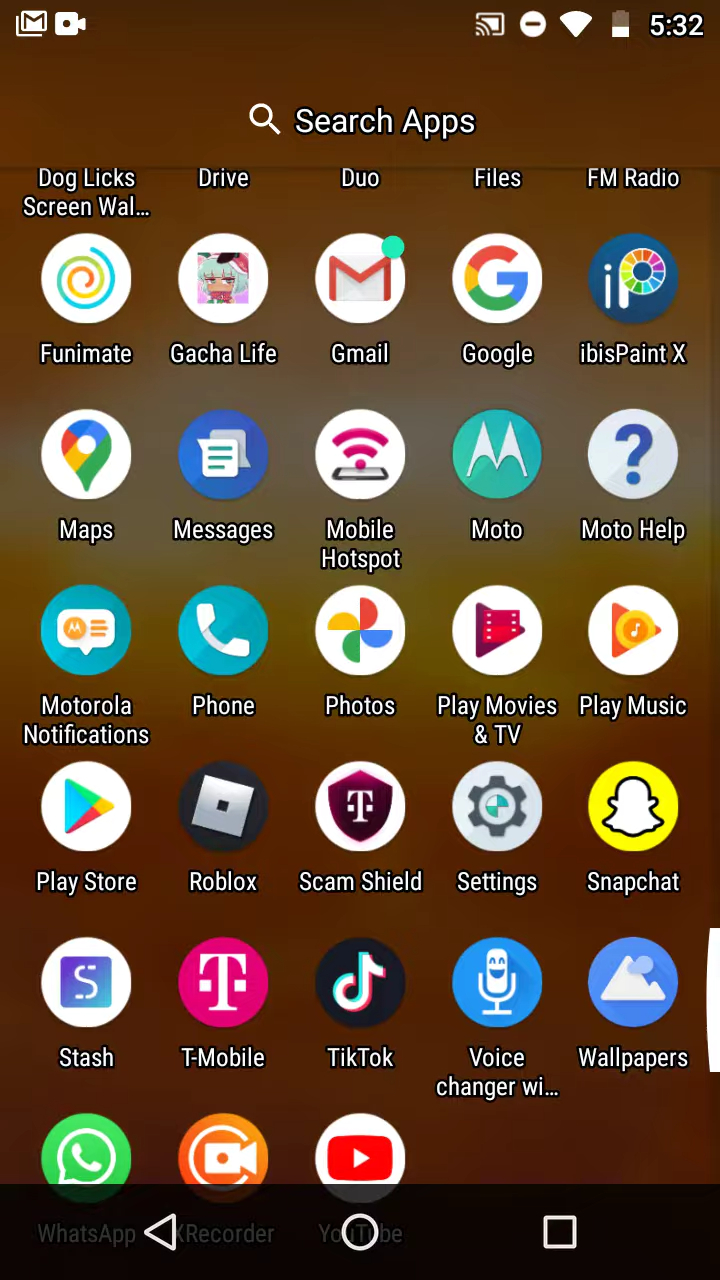 5:32
Search Apps
Dog Licks Drive Duo Files FM Radio
Screen Wal...
Funimate Gacha Life Gmail Google ibisPaint X
Maps Messages Mobile Moto Moto Help
Hotspot
Motorola Phone Photos Play Movies Play Music
Notifications & TV
Play Store Roblox Scam Shield Settings Snapchat
Stash T-Mobile TikTok Voice Wallpapers
changer wi...
WhatsApp XRecorder YouTube